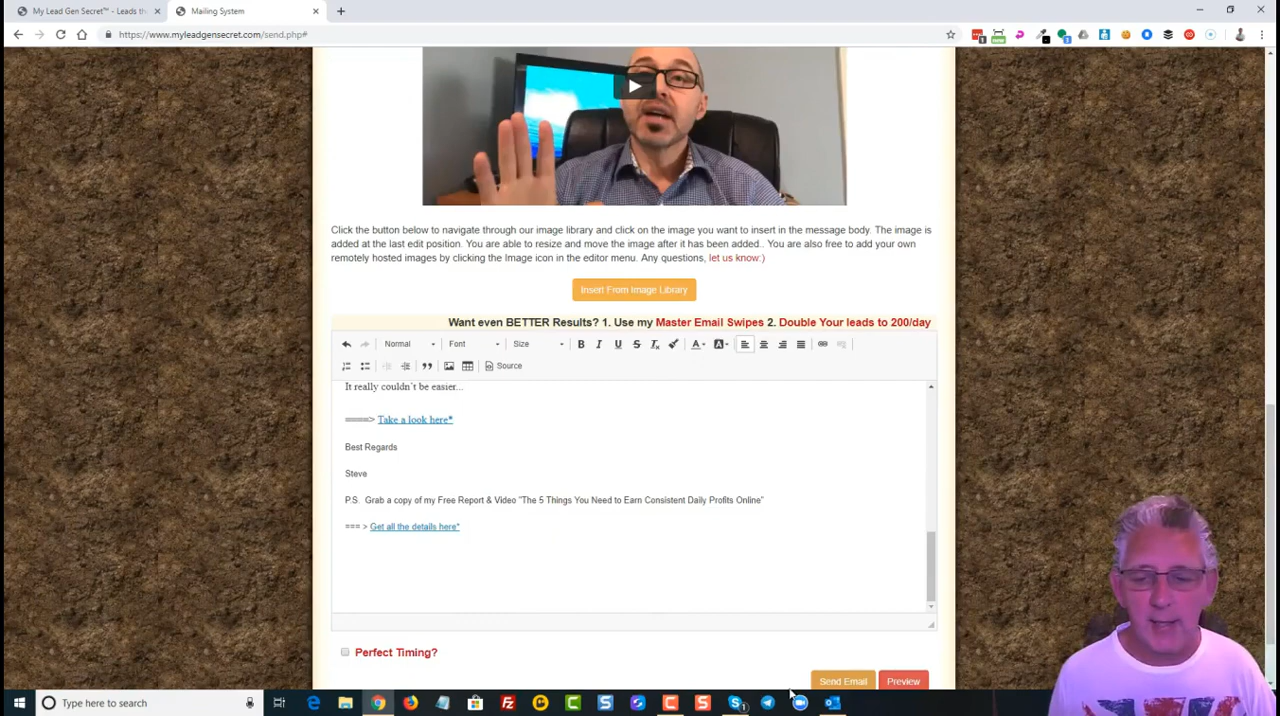 My Lead Gen Secret™ - Leads th
Mailing System
https://www.myleadgensecret.com/send.php#
Click the button below to navigate through our image library and click on the image you want to insert in the message body. The image is
added at the last edit position. You are able to resize and move the image after it has been added.. You are also free to add your own
remotely hosted images by clicking the Image icon in the editor menu. Any questions, let us know:)
Insert From Image Library
Want even BETTER Results? 1. Use my Master Email Swipes 2. Double Your leads to 200/day
Normal Font Size
Source
It really couldn´t be easier...
=====> Take a look here*
Best Regards
Steve
P.S. Grab a copy of my Free Report & Video "The 5 Things You Need to Earn Consistent Daily Profits Online"
=== > Get all the details here*
Perfect Timing?
Send Email Preview
Type here to search